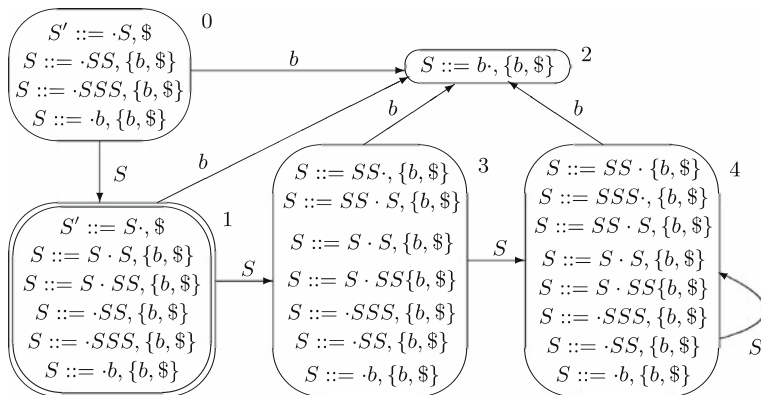 S′ ::= ·S, $
S ::= ·SS, {b, $}
S ::= ·SSS, {b, $}
S ::= ·b, {b, $}
0
b
S ::= b·, {b, $}
2
S
b
b
b
S′ ::= S·, $
S ::= S · S, {b, $}
S ::= S · SS, {b, $}
S ::= ·SS, {b, $}
S ::= ·SSS, {b, $}
S ::= ·b, {b, $}
1
S
S ::= SS·, {b, $}
S ::= SS · S, {b, $}
S ::= S · S, {b, $}
S ::= S · SS{b, $}
S ::= ·SSS, {b, $}
S ::= ·SS, {b, $}
S ::= ·b, {b, $}
3
S
S ::= SS · {b, $}
S ::= SSS·, {b, $}
S ::= SS · S, {b, $}
S ::= S · S, {b, $}
S ::= S · SS{b, $}
S ::= ·SSS, {b, $}
S ::= ·SS, {b, $}
S ::= ·b, {b, $}
4
S